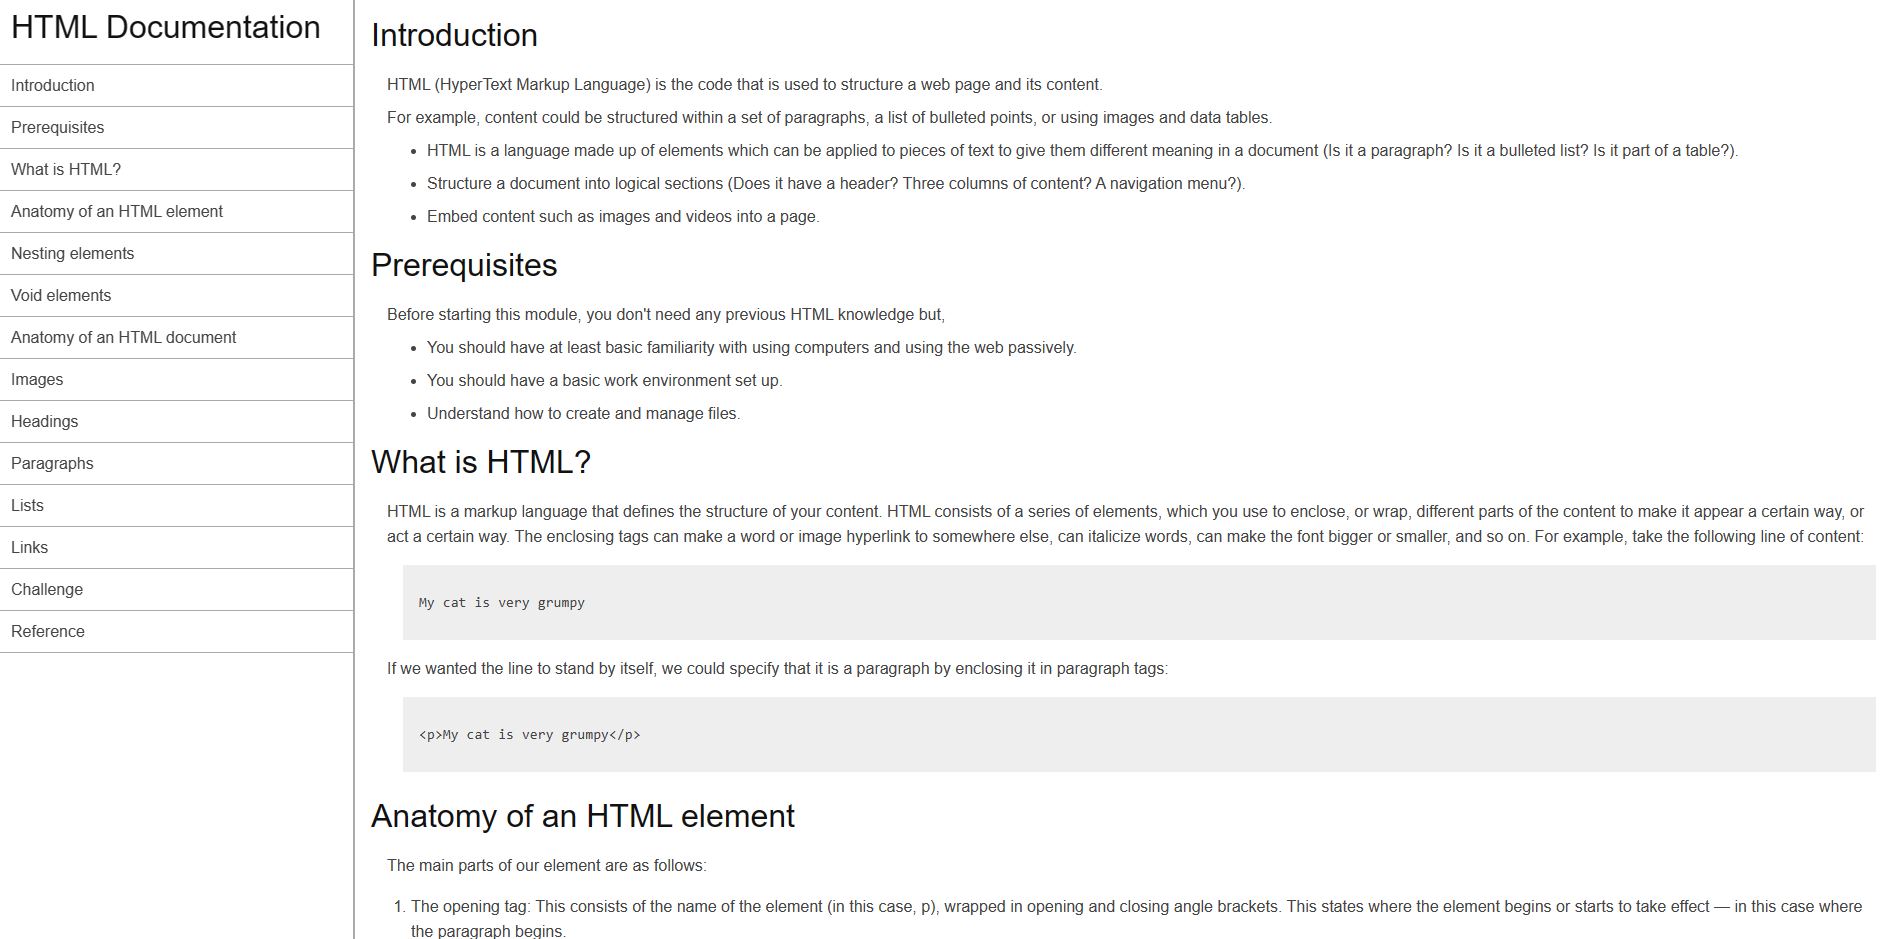 HTML Documentation
Introduction
Prerequisites
What is HTML?
Anatomy of an HTML element
Nesting elements
Void elements
Anatomy of an HTML document
Images
Headings
Paragraphs
Lists
Links
Challenge
Reference
Introduction
HTML (HyperText Markup Language) is the code that is used to structure a web page and its content.
For example, content could be structured within a set of paragraphs, a list of bulleted points, or using images and data tables.
• HTML is a language made up of elements which can be applied to pieces of text to give them different meaning in a document (Is it a paragraph? Is it a bulleted list? Is it part of a table?).
• Structure a document into logical sections (Does it have a header? Three columns of content? A navigation menu?).
• Embed content such as images and videos into a page.
Prerequisites
Before starting this module, you don't need any previous HTML knowledge but,
• You should have at least basic familiarity with using computers and using the web passively.
• You should have a basic work environment set up.
• Understand how to create and manage files.
What is HTML?
HTML is a markup language that defines the structure of your content. HTML consists of a series of elements, which you use to enclose, or wrap, different parts of the content to make it appear a certain way, or
act a certain way. The enclosing tags can make a word or image hyperlink to somewhere else, can italicize words, can make the font bigger or smaller, and so on. For example, take the following line of content:
My cat is very grumpy
If we wanted the line to stand by itself, we could specify that it is a paragraph by enclosing it in paragraph tags:
<p>My cat is very grumpy</p>
Anatomy of an HTML element
The main parts of our element are as follows:
1. The opening tag: This consists of the name of the element (in this case, p), wrapped in opening and closing angle brackets. This states where the element begins or starts to take effect — in this case where
the paragraph begins.